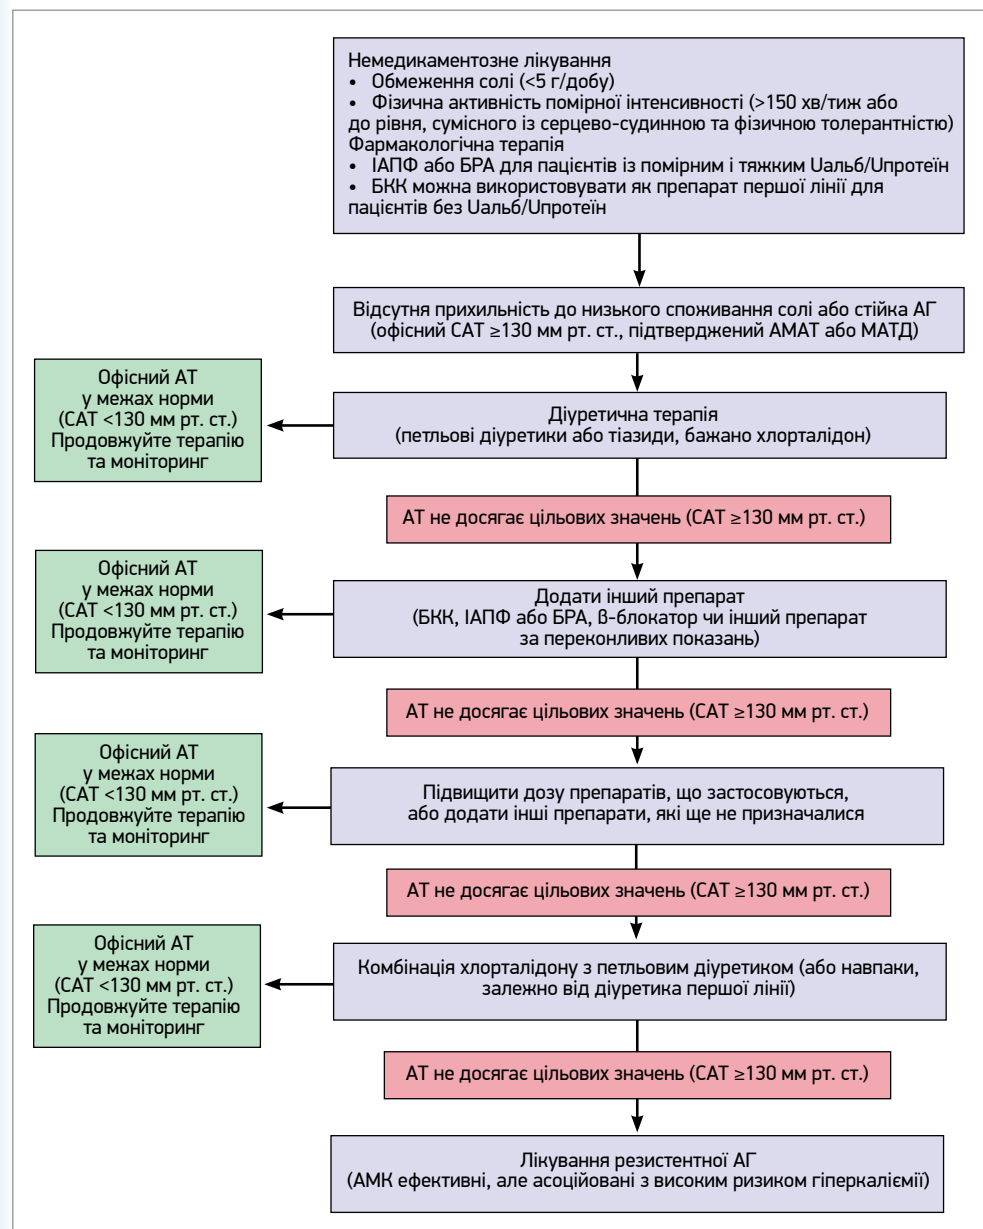 Немедикаментозне лікування
• Обмеження солі (<5 г/добу)
• Фізична активність помірної інтенсивності (>150 хв/тиж або
до рівня, сумісного із серцево-судинною та фізичною толерантністю)
Фармакологічна терапія
• ІАПФ або БРА для пацієнтів із помірним і тяжким Uальб/Uпротеїн
• БКК можна використовувати як препарат першої лінії для
пацієнтів без Uальб/Uпротеїн
Відсутня прихильність до низького споживання солі або стійка АГ
(офісний САТ ≥130 мм рт. ст., підтверджений АМАТ або МАТД)
Офісний АТ
у межах норми
(САТ <130 мм рт. ст.)
Продовжуйте терапію
та моніторинг
Діуретична терапія
(петльові діуретики або тіазиди, бажано хлорталідон)
АТ не досягає цільових значень (САТ ≥130 мм рт. ст.)
Офісний АТ
у межах норми
(САТ <130 мм рт. ст.)
Продовжуйте терапію
та моніторинг
Додати інший препарат
(БКК, ІАПФ або БРА, β-блокатор чи інший препарат
за переконливих показань)
АТ не досягає цільових значень (САТ ≥130 мм рт. ст.)
Офісний АТ
у межах норми
(САТ <130 мм рт. ст.)
Продовжуйте терапію
та моніторинг
Підвищити дозу препаратів, що застосовуються,
або додати інші препарати, які ще не призначалися
АТ не досягає цільових значень (САТ ≥130 мм рт. ст.)
Офісний АТ
у межах норми
(САТ <130 мм рт. ст.)
Продовжуйте терапію
та моніторинг
Комбінація хлорталідону з петльовим діуретиком (або навпаки,
залежно від діуретика першої лінії)
АТ не досягає цільових значень (САТ ≥130 мм рт. ст.)
Лікування резистентної АГ
(АМК ефективні, але асоційовані з високим ризиком гіперкаліємії)